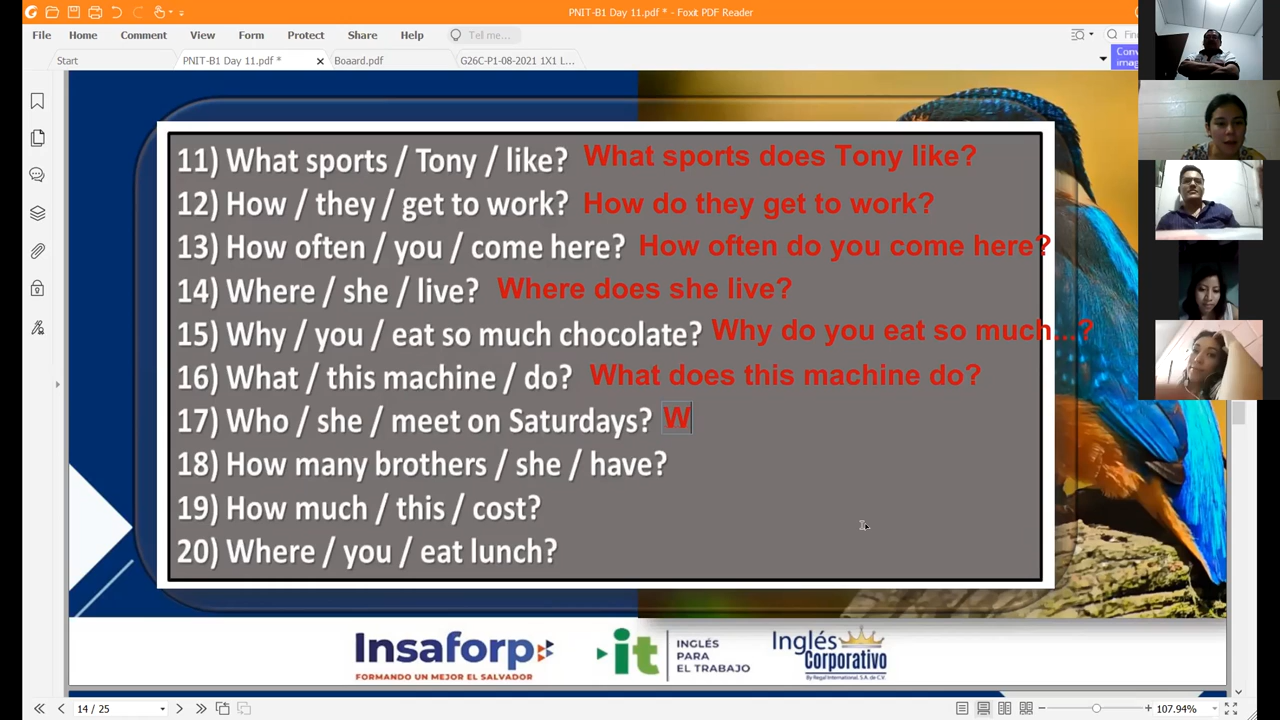 PNIT-B1 Day 11.pdf * - Foxit PDF Reader
File Home Comment View Form Protect Share Help Tell me...
Start PNIT-B1 Day 11.pdf * Boaard.pdf G26C-P1-08-2021 1X1 L...
11) What sports / Tony / like? What sports does Tony like?
12) How / they / get to work? How do they get to work?
13) How often / you / come here? How often do you come here?
14) Where / she / live? Where does she live?
15) Why / you / eat so much chocolate? Why do you eat so much...?
16) What / this machine / do? What does this machine do?
17) Who / she / meet on Saturdays? W
18) How many brothers / she / have?
19) How much / this / cost?
20) Where / you / eat lunch?
Insaforp
FORMANDO UN MEJOR EL SALVADOR
it
INGLÉS
PARA
EL TRABAJO
Inglés
Corporativo
By Regal International, S.A. de C.V.
14 / 25
107.94%